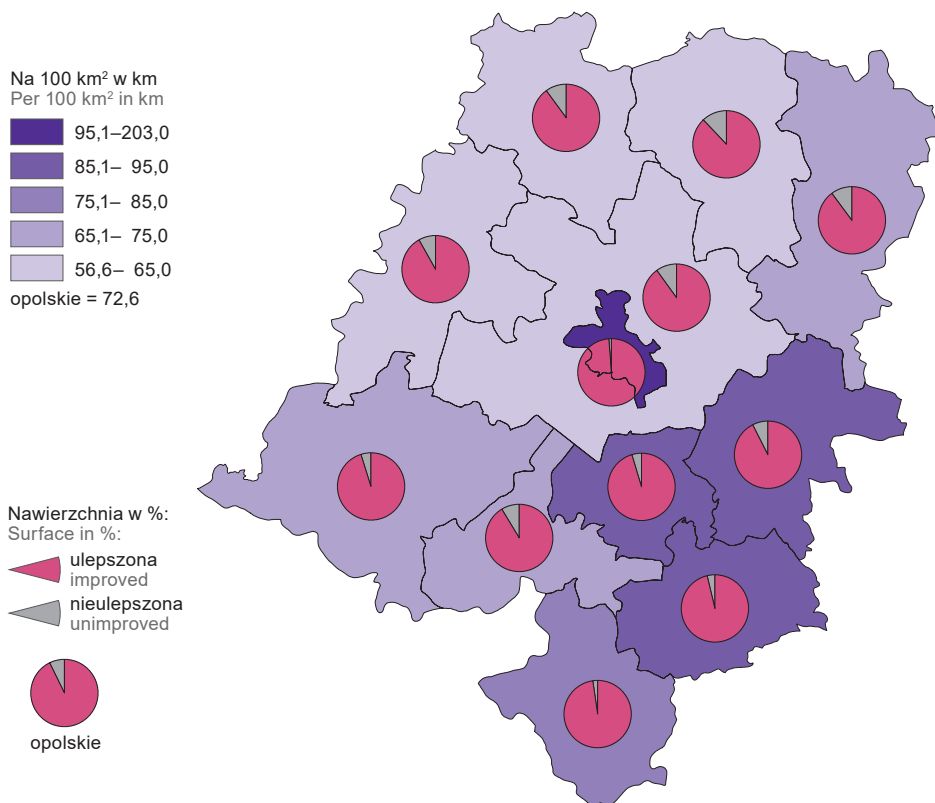 Na 100 km² w km
Per 100 km² in km
95,1–203,0
85,1– 95,0
75,1– 85,0
65,1– 75,0
56,6– 65,0
opolskie = 72,6
Nawierzchnia w %:
Surface in %:
ulepszona
improved
nieulepszona
unimproved
opolskie